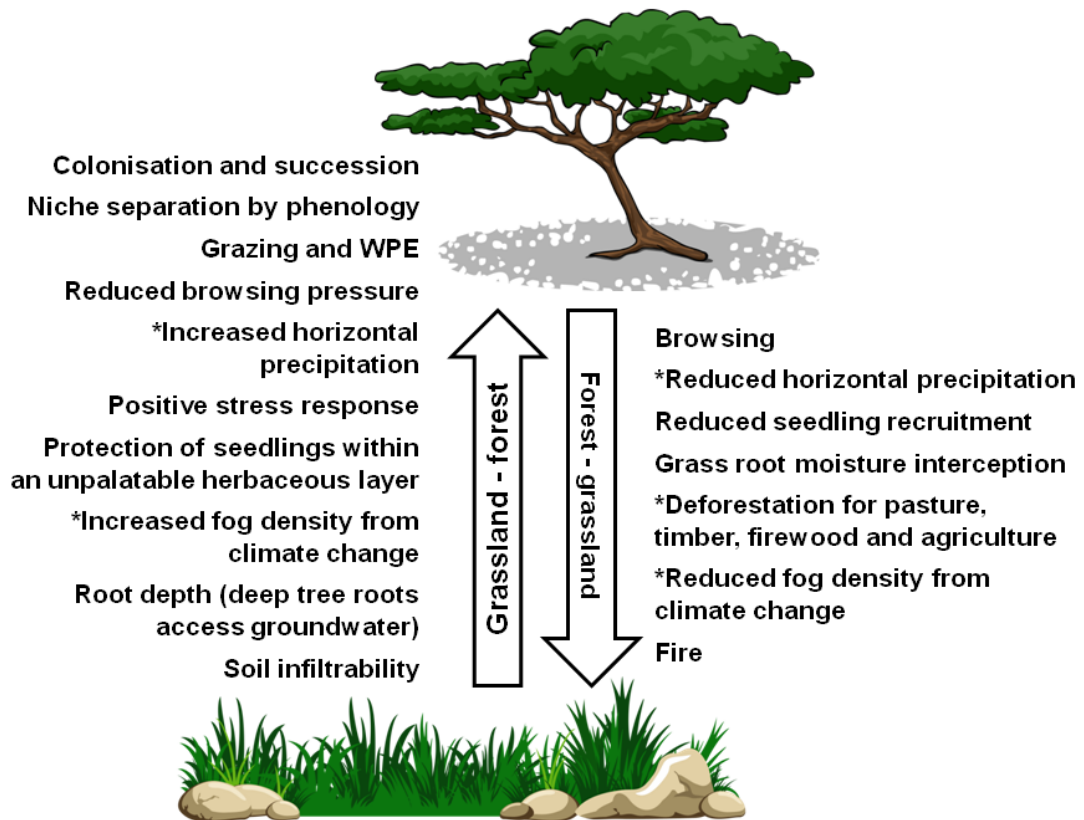 Colonisation and succession
Niche separation by phenology
Grazing and WPE
Reduced browsing pressure
*Increased horizontal
precipitation
Positive stress response
Protection of seedlings within
an unpalatable herbaceous layer
*Increased fog density from
climate change
Root depth (deep tree roots
access groundwater)
Soil infiltrability
Grassland - forest
Forest - grassland
Browsing
*Reduced horizontal precipitation
Reduced seedling recruitment
Grass root moisture interception
*Deforestation for pasture,
timber, firewood and agriculture
*Reduced fog density from
climate change
Fire